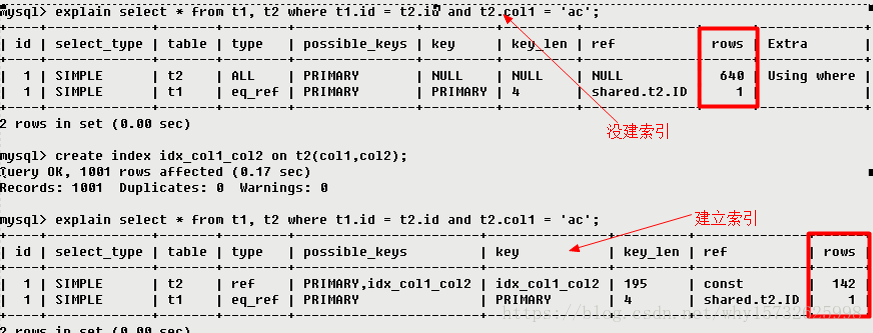 mysql> explain select * from t1, t2 where t1.id = t2.id and t2.col1 = 'ac';
| id | select_type | table | type | possible_keys | key | key_len | ref | rows | Extra |
| 1 | SIMPLE | t2 | ALL | PRIMARY | NULL | NULL | NULL | 640 | Using where |
| 1 | SIMPLE | t1 | eq_ref | PRIMARY | PRIMARY | 4 | shared.t2.ID | 1 | |
2 rows in set (0.00 sec)
没建索引
mysql> create index idx_col1_col2 on t2(col1,col2);
Query OK, 1001 rows affected (0.17 sec)
Records: 1001 Duplicates: 0 Warnings: 0
mysql> explain select * from t1, t2 where t1.id = t2.id and t2.col1 = 'ac';
建立索引
| id | select_type | table | type | possible_keys | key | key_len | ref | rows |
| 1 | SIMPLE | t2 | ref | PRIMARY,idx_col1_col2 | idx_col1_col2 | 195 | const | 142 |
| 1 | SIMPLE | t1 | eq_ref | PRIMARY | PRIMARY | 4 | shared.t2.ID | 1 |
2 rows in set (0.00 sec)